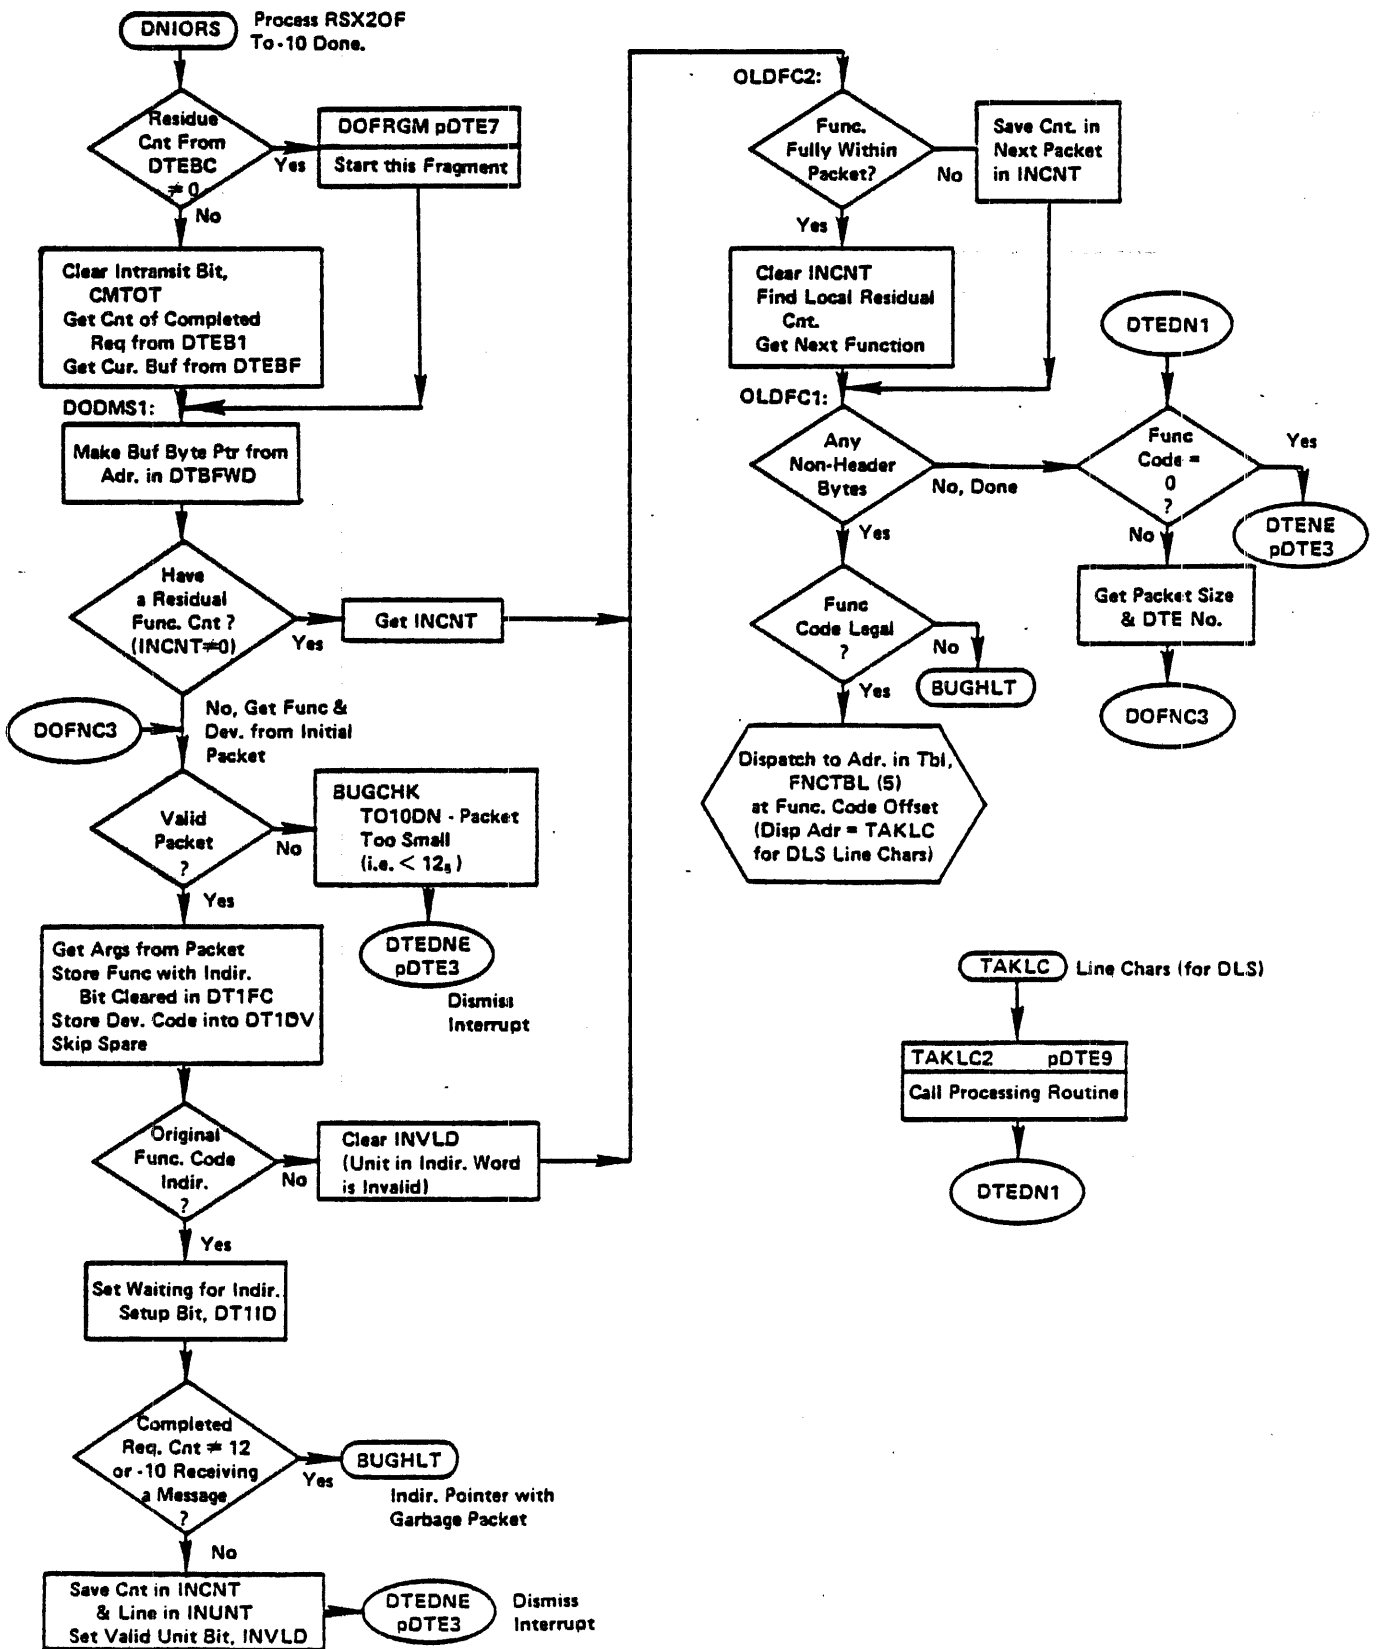 DNIORS
Process RSX20F
To -10 Done.
Residue
Cnt From
DTEBC
≠ 0
Yes
No
DOFRGM pDTE7
Start this Fragment
Clear Intransit Bit,
CMTOT
Get Cnt of Completed
Req from DTEB1
Get Cur. Buf from DTEBF
DODMS1:
Make Buf Byte Ptr from
Adr. in DTBFWD
Have
a Residual
Func. Cnt ?
(INCNT≠0)
Yes
Get INCNT
DOFNC3
No, Get Func &
Dev. from Initial
Packet
Valid
Packet
?
No
Yes
BUGCHK
TO10DN - Packet
Too Small
(i.e. < 12₈ )
DTEDNE
pDTE3
Dismiss
Interrupt
Get Args from Packet
Store Func with Indir.
Bit Cleared in DT1FC
Store Dev. Code into DT1DV
Skip Spare
Original
Func. Code
Indir.
?
No
Yes
Clear INVLD
(Unit in Indir. Word
is Invalid)
Set Waiting for Indir.
Setup Bit, DT1ID
Completed
Req. Cnt ≠ 12
or -10 Receiving
a Message
?
Yes
No
BUGHLT
Indir. Pointer with
Garbage Packet
Save Cnt in INCNT
& Line in INUNT
Set Valid Unit Bit, INVLD
DTEDNE
pDTE3
Dismiss
Interrupt
OLDFC2:
Func.
Fully Within
Packet?
No
Yes
Save Cnt. in
Next Packet
in INCNT
Clear INCNT
Find Local Residual
Cnt.
Get Next Function
OLDFC1:
Any
Non-Header
Bytes
No, Done
Yes
DTEDN1
Func
Code =
0
?
Yes
No
DTENE
pDTE3
Get Packet Size
& DTE No.
DOFNC3
Func
Code Legal
?
No
Yes
BUGHLT
Dispatch to Adr. in Tbl,
FNCTBL (5)
at Func. Code Offset
(Disp Adr = TAKLC
for DLS Line Chars)
TAKLC
Line Chars (for DLS)
TAKLC2 pDTE9
Call Processing Routine
DTEDN1